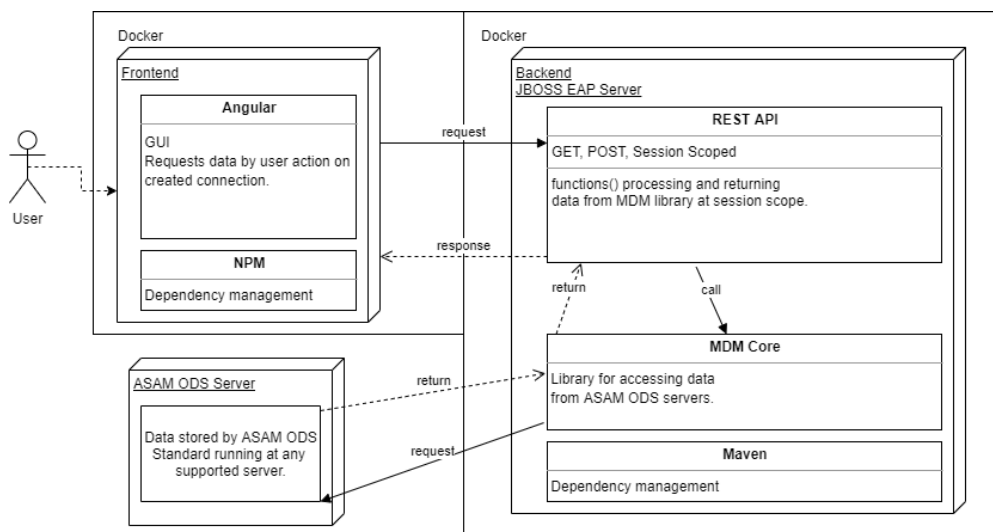 Docker
Frontend
Angular
GUI
Requests data by user action on
created connection.
NPM
Dependency management
User
request
response
Docker
Backend
JBOSS EAP Server
REST API
GET, POST, Session Scoped
functions() processing and returning
data from MDM library at session scope.
return
call
MDM Core
Library for accessing data
from ASAM ODS servers.
Maven
Dependency management
ASAM ODS Server
Data stored by ASAM ODS
Standard running at any
supported server.
return
request